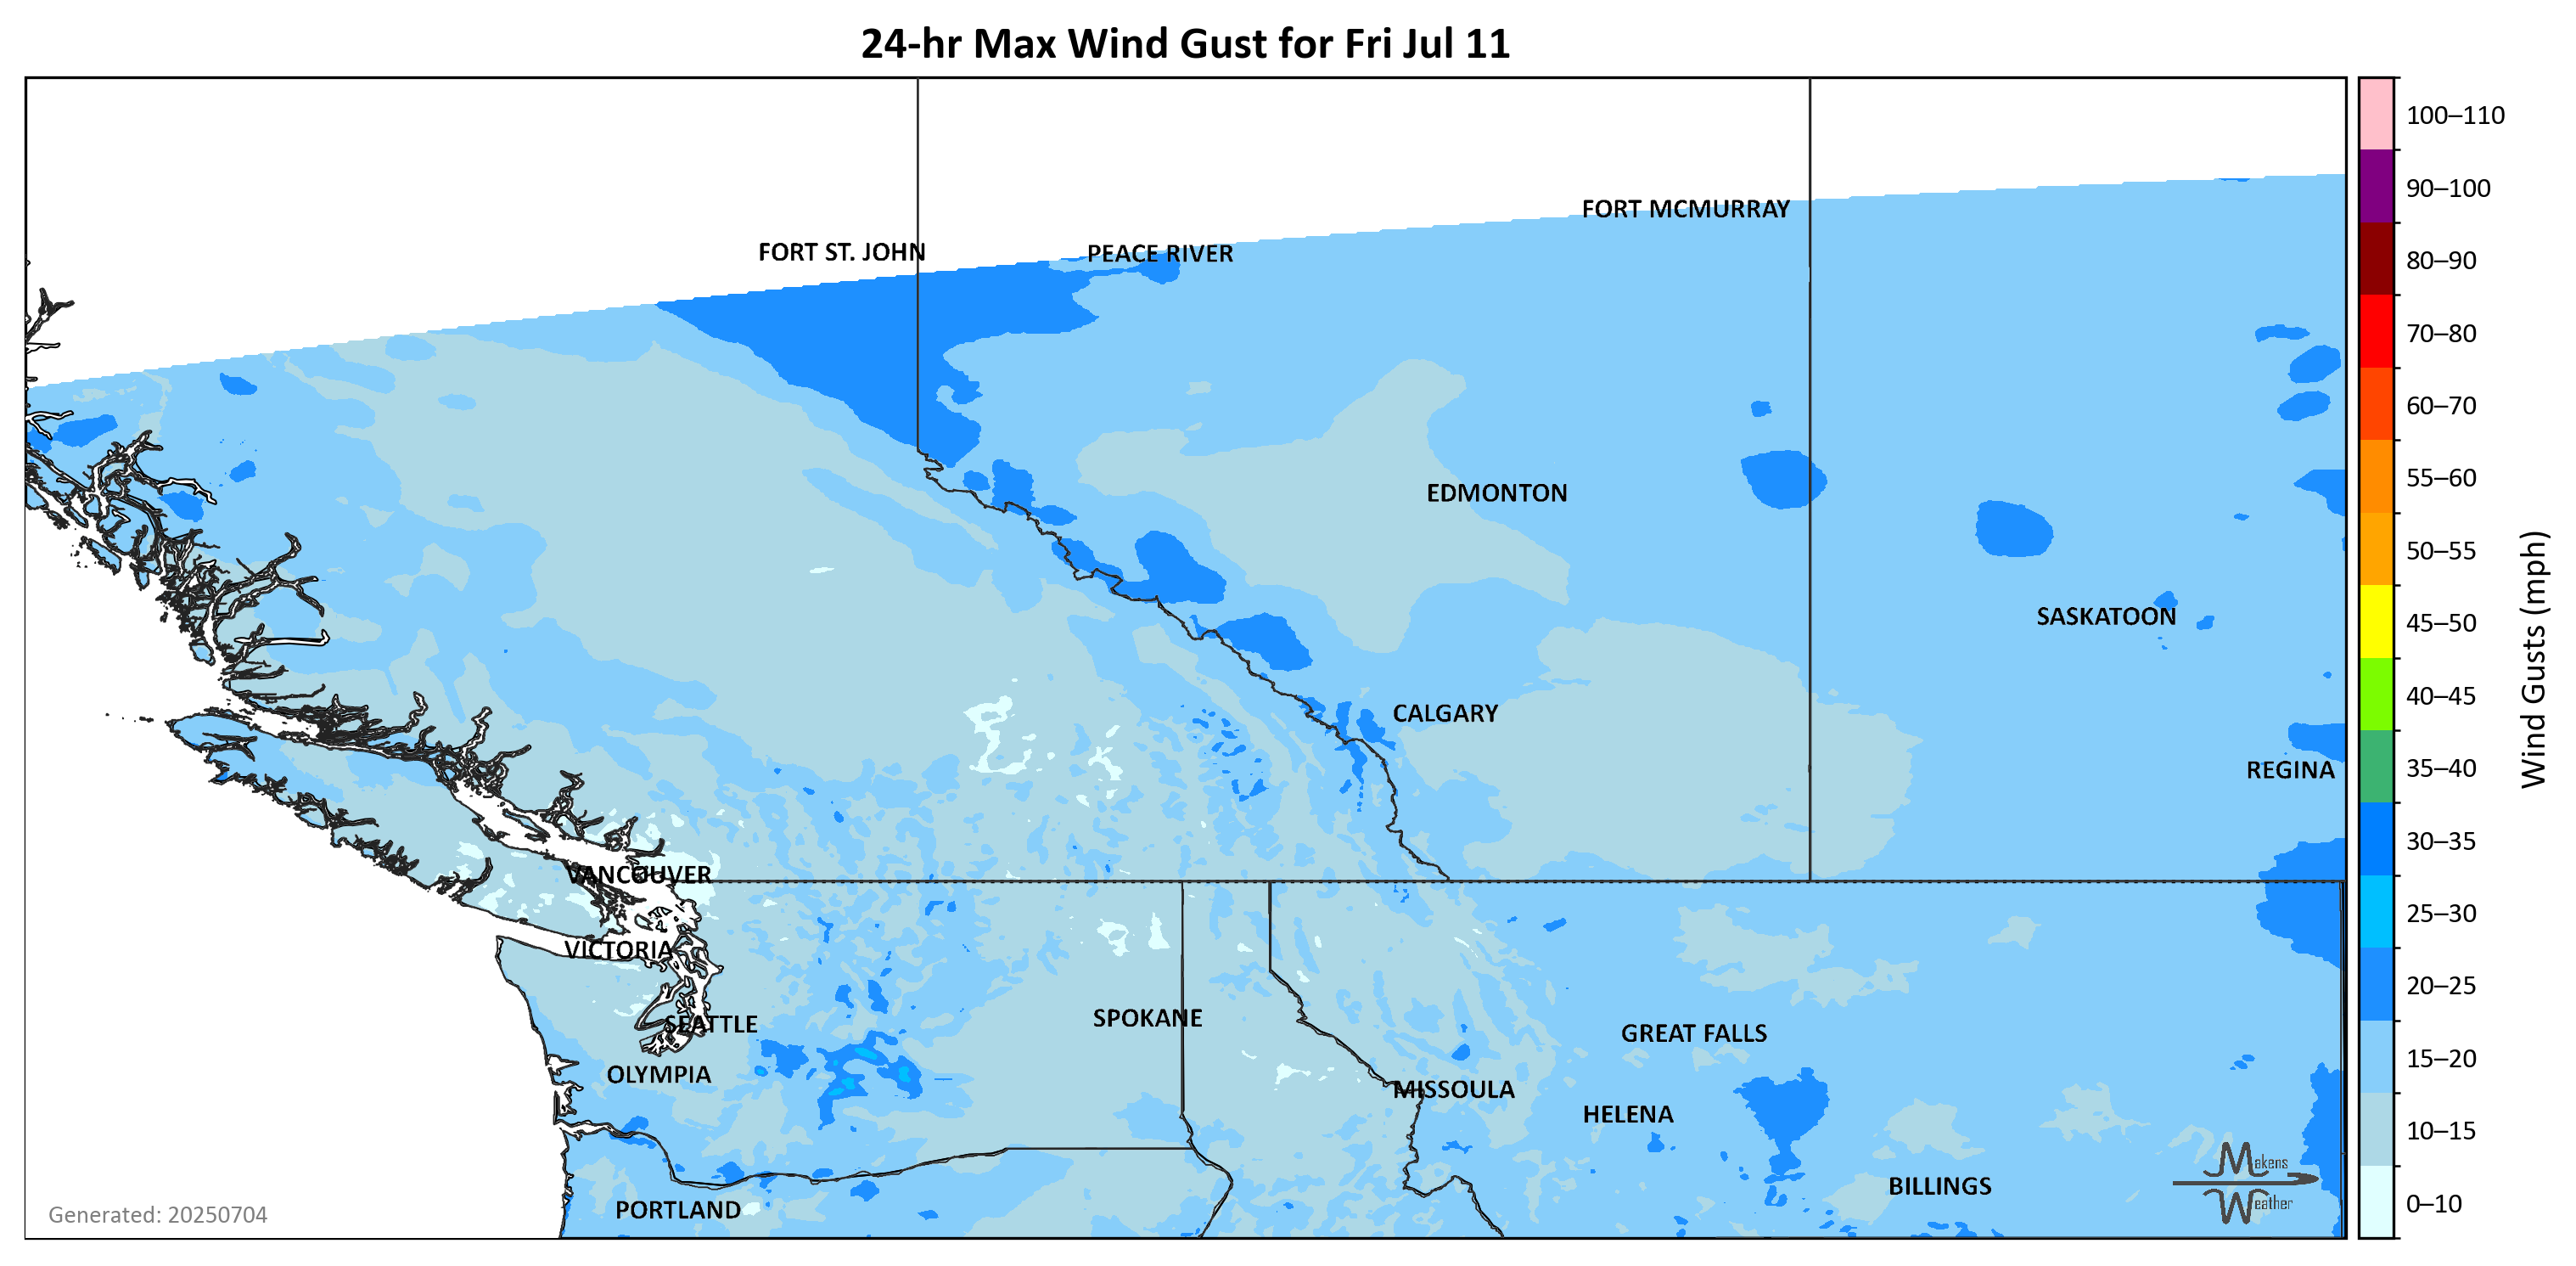 24-hr Max Wind Gust for Fri Jul 11
100–110
90–100
80–90
70–80
60–70
55–60
50–55
45–50
40–45
35–40
30–35
25–30
20–25
15–20
10–15
0–10
Wind Gusts (mph)
FORT MCMURRAY
FORT ST. JOHN
PEACE RIVER
EDMONTON
SASKATOON
CALGARY
REGINA
VANCOUVER
VICTORIA
SEATTLE
SPOKANE
GREAT FALLS
OLYMPIA
MISSOULA
HELENA
BILLINGS
PORTLAND
Makens
Weather
Generated: 20250704